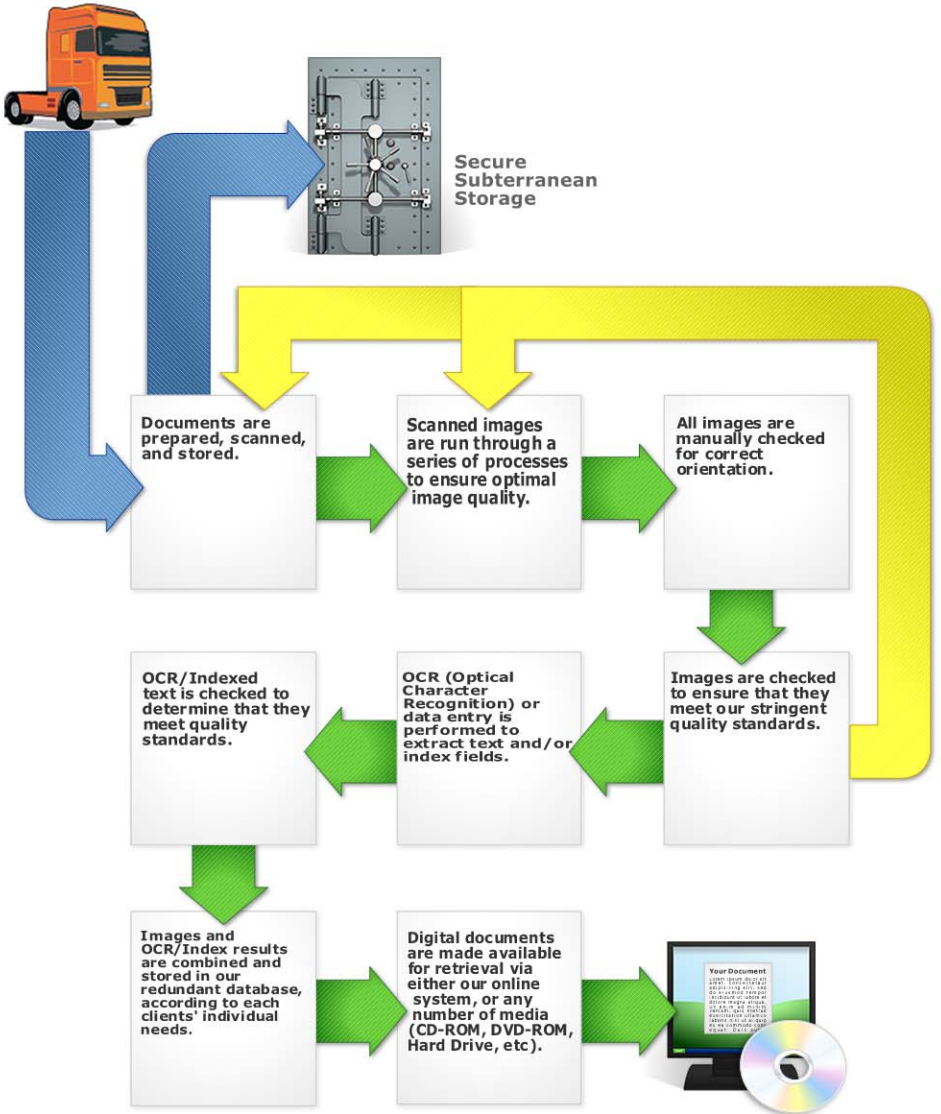 Secure
Subterranean
Storage
Documents are
prepared, scanned,
and stored.
Scanned images
are run through a
series of processes
to ensure optimal
image quality.
All images are
manually checked
for correct
orientation.
Images are checked
to ensure that they
meet our stringent
quality standards.
OCR (Optical
Character
Recognition) or
data entry is
performed to
extract text and/or
index fields.
OCR/Indexed
text is checked to
determine that they
meet quality
standards.
Images and
OCR/Index results
are combined and
stored in our
redundant database,
according to each
clients' individual
needs.
Digital documents
are made available
for retrieval via
either our online
system, or any
number of media
(CD-ROM, DVD-ROM,
Hard Drive, etc).
Your Document